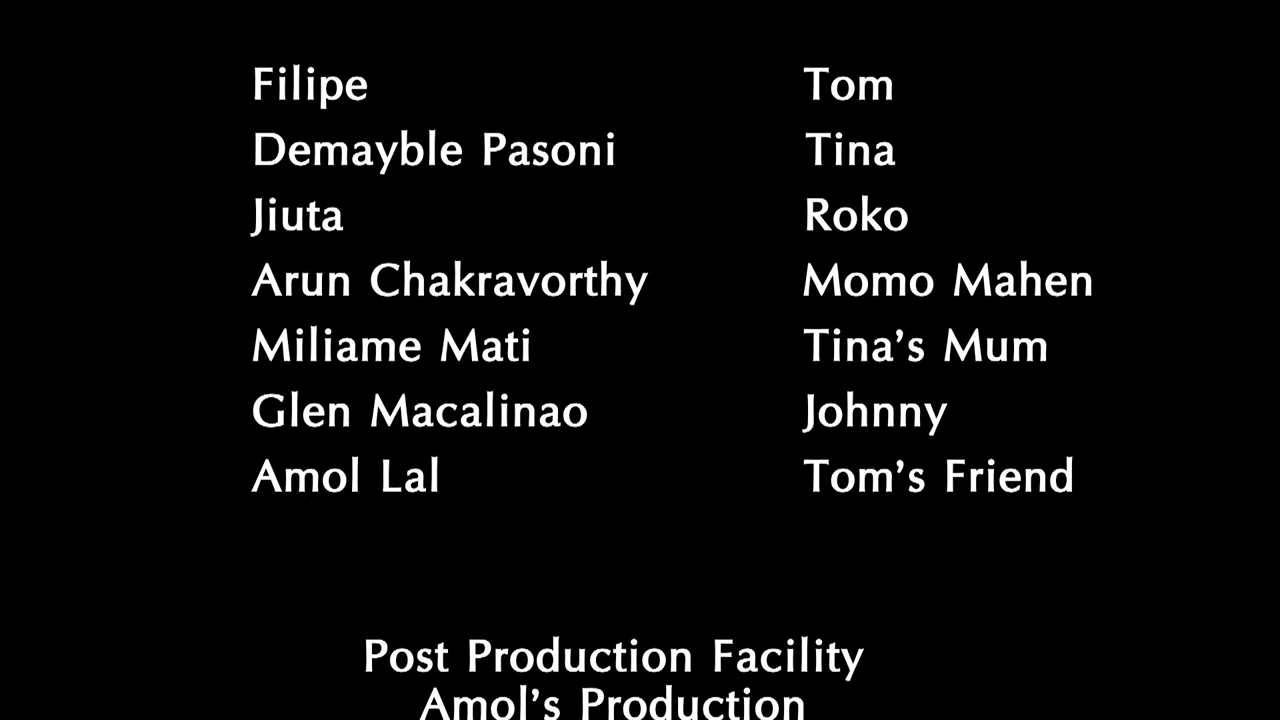 Filipe Tom
Demayble Pasoni Tina
Jiuta Roko
Arun Chakravorthy Momo Mahen
Miliame Mati Tina's Mum
Glen Macalinao Johnny
Amol Lal Tom's Friend
Post Production Facility
Amol's Production